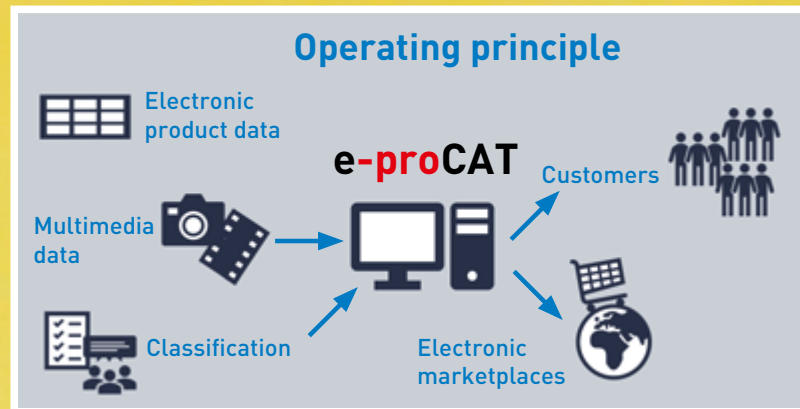 Operating principle
Electronic
product data
e-proCAT
Customers
Multimedia
data
Classification
Electronic
marketplaces